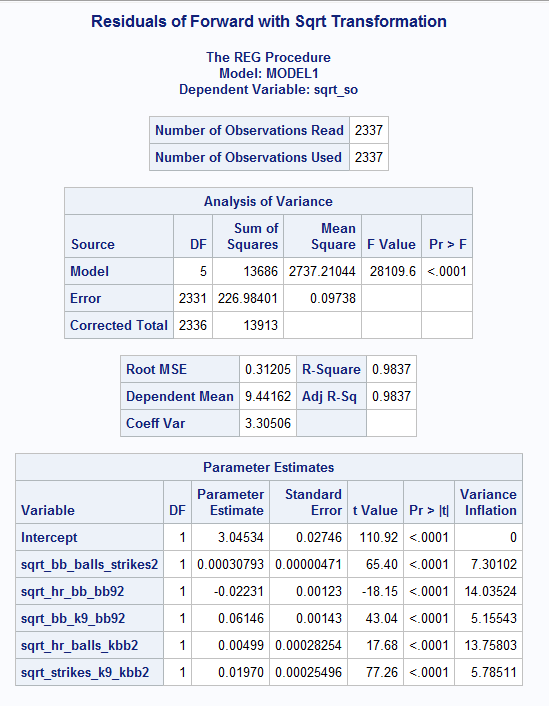 Residuals of Forward with Sqrt Transformation
The REG Procedure
Model: MODEL1
Dependent Variable: sqrt_so
Number of Observations Read 2337
Number of Observations Used 2337
Analysis of Variance
Source DF Sum of Squares Mean Square F Value Pr > F
Model 5 13686 2737.21044 28109.6 <.0001
Error 2331 226.98401 0.09738
Corrected Total 2336 13913
Root MSE 0.31205 R-Square 0.9837
Dependent Mean 9.44162 Adj R-Sq 0.9837
Coeff Var 3.30506
Parameter Estimates
Variable DF Parameter Estimate Standard Error t Value Pr > |t| Variance Inflation
Intercept 1 3.04534 0.02746 110.92 <.0001 0
sqrt_bb_balls_strikes2 1 0.00030793 0.00000471 65.40 <.0001 7.30102
sqrt_hr_bb_bb92 1 -0.02231 0.00123 -18.15 <.0001 14.03524
sqrt_bb_k9_bb92 1 0.06146 0.00143 43.04 <.0001 5.15543
sqrt_hr_balls_kbb2 1 0.00499 0.00028254 17.68 <.0001 13.75803
sqrt_strikes_k9_kbb2 1 0.01970 0.00025496 77.26 <.0001 5.78511